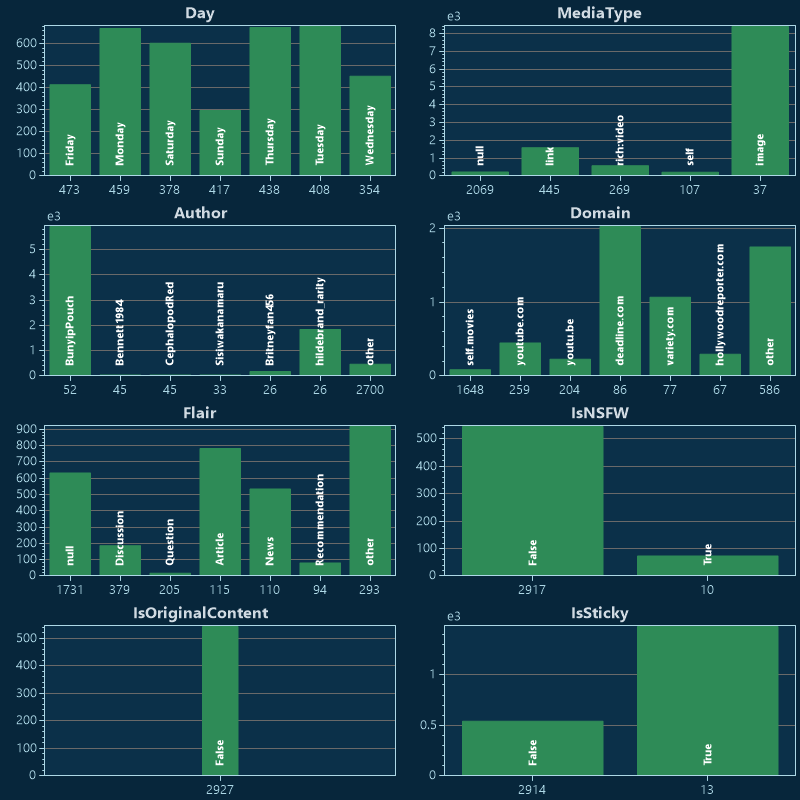 Day
600
500
400
300
200
100
0
Friday
Monday
Saturday
Sunday
Thursday
Tuesday
Wednesday
473 459 378 417 438 408 354
MediaType
e3
8
7
6
5
4
3
2
1
0
null
link
rich:video
self
image
2069 445 269 107 37
Author
e3
5
4
3
2
1
0
BunyipPouch
Bennett1984
CephalopodRed
Sisiwakanamaru
Britneyfan456
hildebrand_rarity
other
52 45 45 33 26 26 2700
Domain
e3
2
1
0
self.movies
youtube.com
youtu.be
deadline.com
variety.com
hollywoodreporter.com
other
1648 259 204 86 77 67 586
Flair
900
800
700
600
500
400
300
200
100
0
null
Discussion
Question
Article
News
Recommendation
other
1731 379 205 115 110 94 293
IsNSFW
500
400
300
200
100
0
False
True
2917 10
IsOriginalContent
500
400
300
200
100
0
False
2927
IsSticky
e3
1
0.5
0
False
True
2914 13